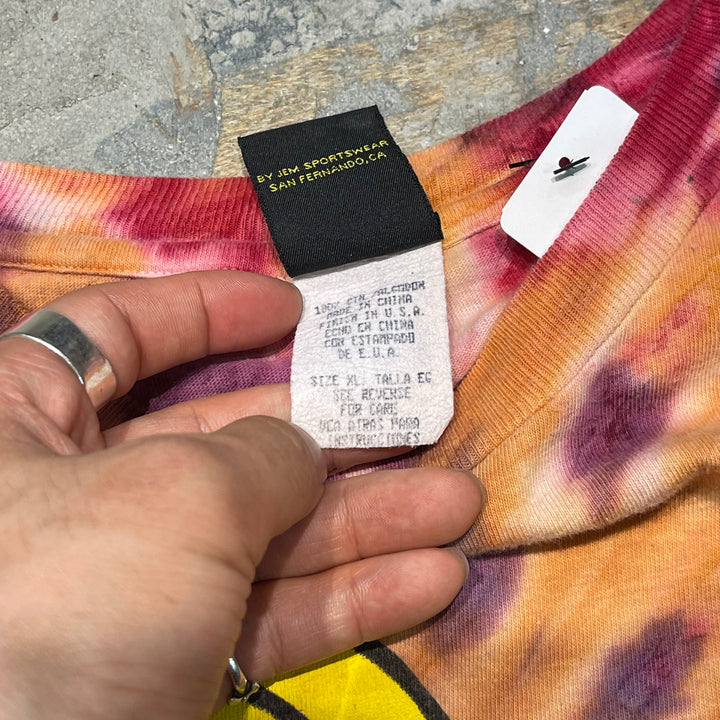 BY JEM SPORTSWEAR
SAN FERNANDO, CA
100% CTN./ALGODON
MADE IN CHINA
FINISH IN U.S.A.
ECHO EN CHINA
CON ESTAMPADO
DE E.U.A.
SIZE XL, TALLA EG
SEE REVERSE
FOR CARE
VEA ATRAS PARA
INSTRUCCIONES